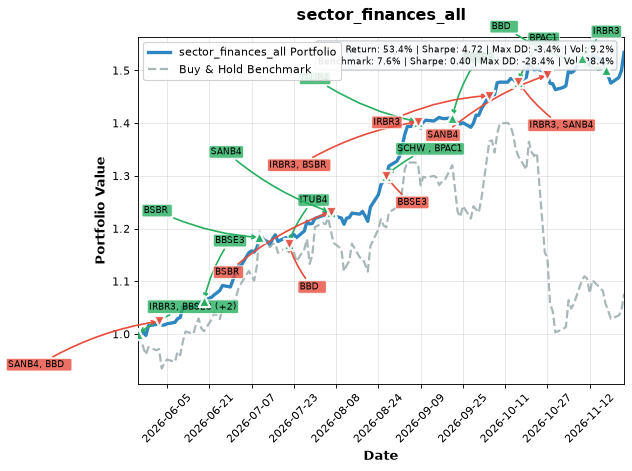 sector_finances_all
BBD
IRBR3
BPAC1
sector_finances_all Portfolio
Buy & Hold Benchmark
Return: 53.4% | Sharpe: 4.72 | Max DD: -3.4% | Vol: 9.2%
Benchmark: 7.6% | Sharpe: 0.40 | Max DD: -28.4% | Vol: 8.4%
IRBR3
IRBR3, SANB4
SANB4
SANB4
SCHW , BPAC1
IRBR3, BSBR
BBSE3
ITUB4
BSBR
BBSE3
BSBR
BBD
IRBR3, BBSE3 (+2)
SANB4, BBD
Portfolio Value
1.5
1.4
1.3
1.2
1.1
1.0
2026-06-05
2026-06-21
2026-07-07
2026-07-23
2026-08-08
2026-08-24
2026-09-09
2026-09-25
2026-10-11
2026-10-27
2026-11-12
Date